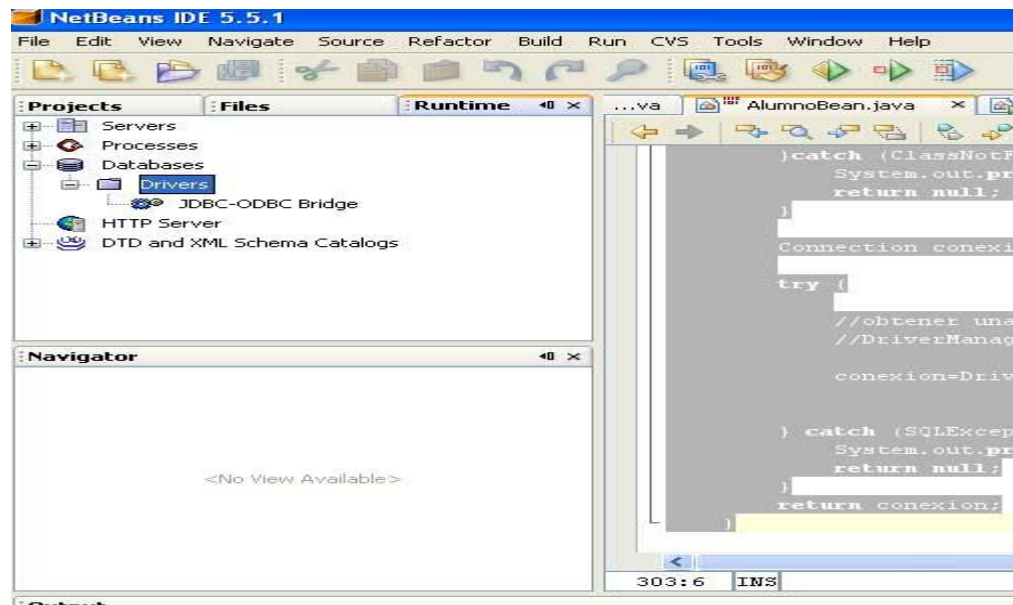 NetBeans IDE 5.5.1
File Edit View Navigate Source Refactor Build Run CVS Tools Window Help
Projects Files Runtime
...va AlumnoBean.java
Servers
Processes
Databases
Drivers
JDBC-ODBC Bridge
HTTP Server
DTD and XML Schema Catalogs
}catch (ClassNotF
System.out.pr
return null;
}
Connection conexi
try {
//obtener una
//DriverManag
conexion=Driv
} catch (SQLExcep
System.out.pr
return null;
}
return conexion;
}
Navigator
<No View Available>
303:6 INS
Output